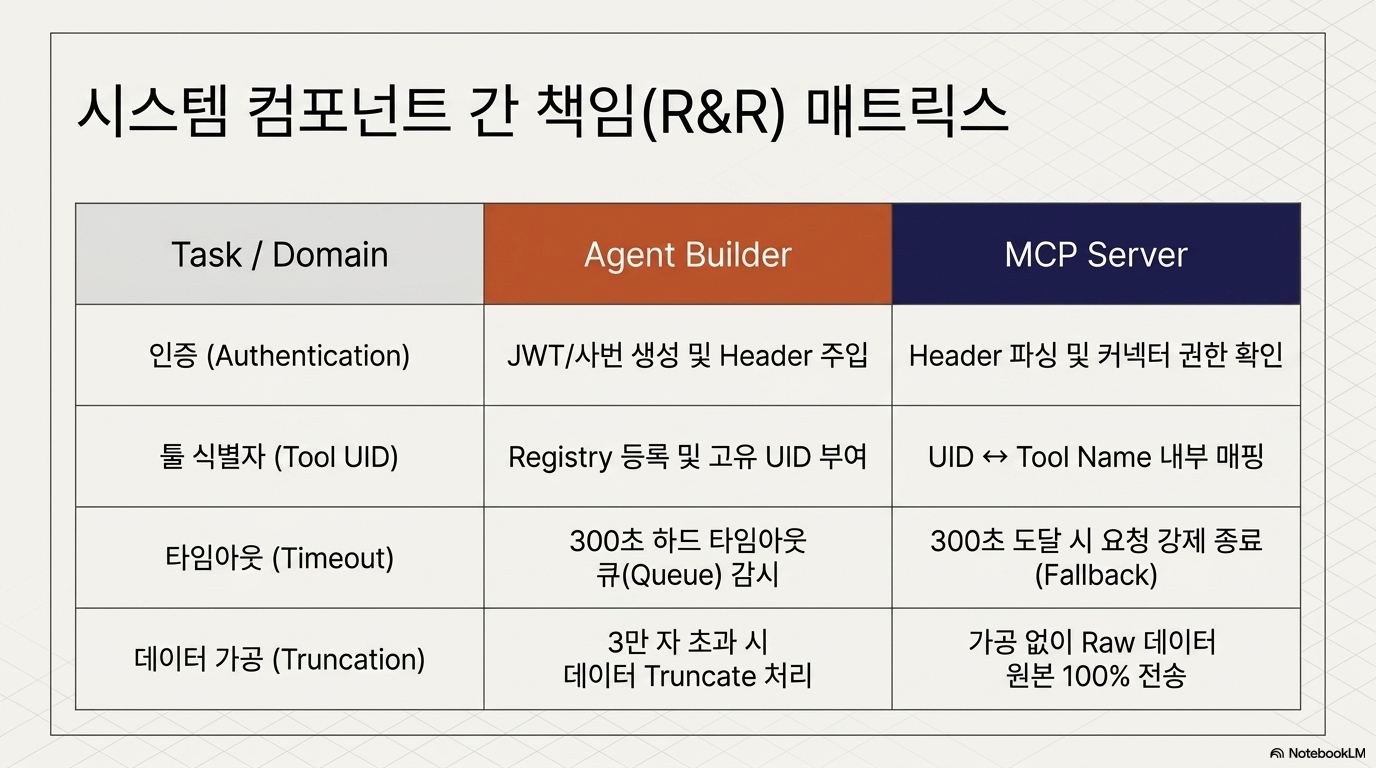 시스템 컴포넌트 간 책임(R&R) 매트릭스
Task / Domain
Agent Builder
MCP Server
인증 (Authentication)
JWT/사번 생성 및 Header 주입
Header 파싱 및 커넥터 권한 확인
툴 식별자 (Tool UID)
Registry 등록 및 고유 UID 부여
UID ↔ Tool Name 내부 매핑
타임아웃 (Timeout)
300초 하드 타임아웃
큐(Queue) 감시
300초 도달 시 요청 강제 종료
(Fallback)
데이터 가공 (Truncation)
3만 자 초과 시
데이터 Truncate 처리
가공 없이 Raw 데이터
원본 100% 전송
NotebookLM